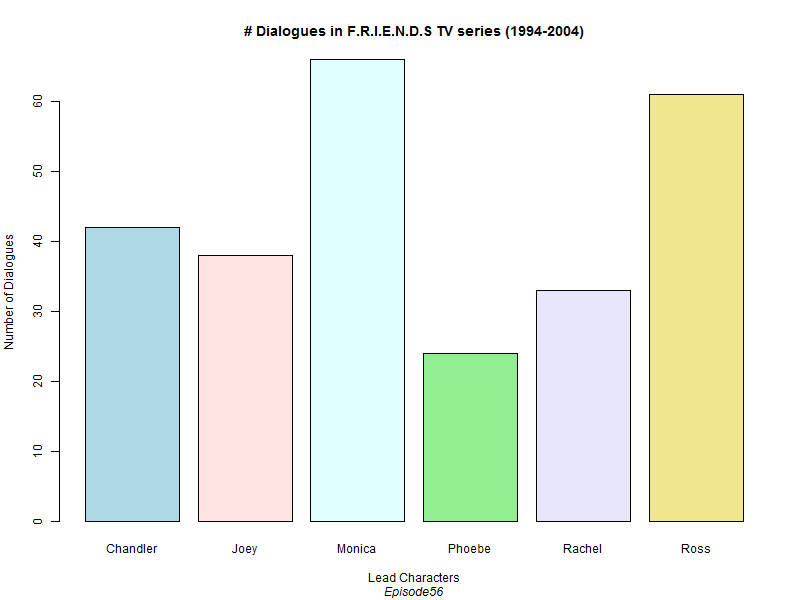 # Dialogues in F.R.I.E.N.D.S TV series (1994-2004)
Number of Dialogues
60
50
40
30
20
10
0
Chandler Joey Monica Phoebe Rachel Ross
Lead Characters
Episode56